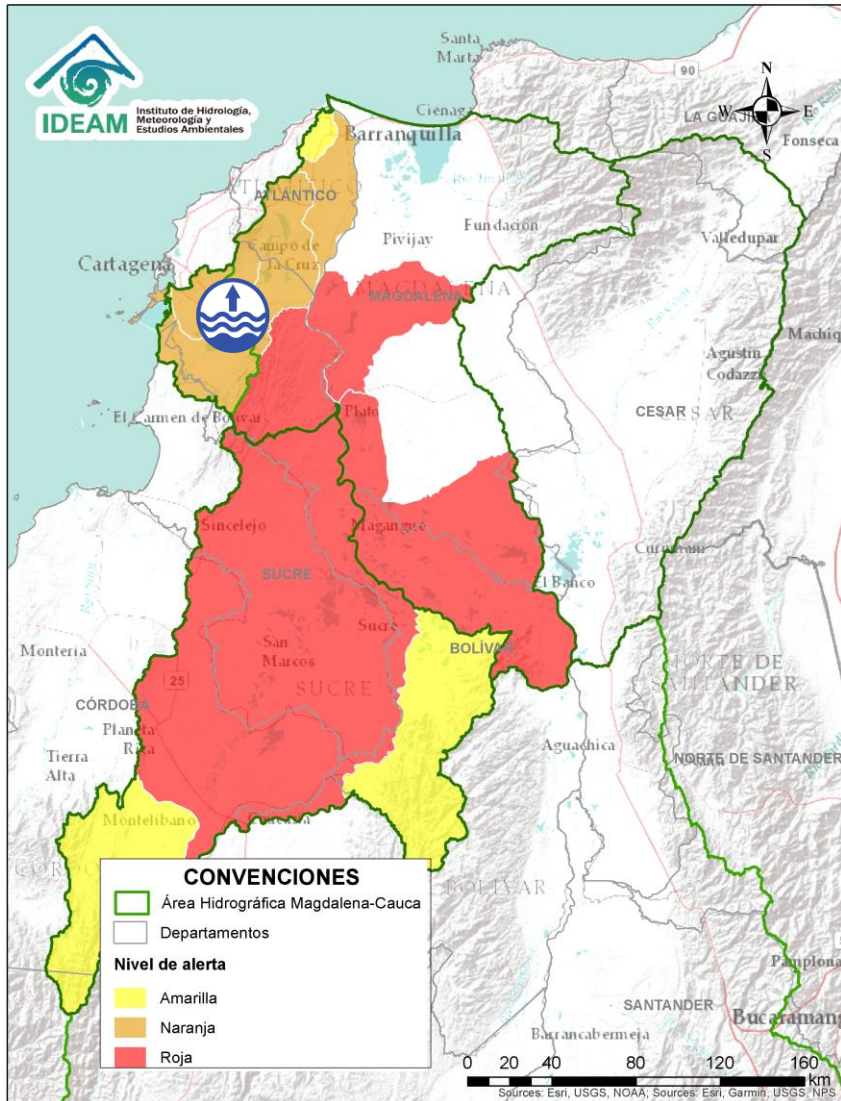 IDEAM
Instituto de Hidrología,
Meteorología y
Estudios Ambientales
Santa
Marta
90
N
W
E
S
LA GUAJI
Ciénaga
Barranquilla
Fonseca
ATLÁNTICO
ATLÁNTICO
Fundación
Pivijay
Valledupar
Cartagena
Campo de
la Cruz
MAGDALENA
MAGDALENA
Agustín
Codazzi
CESAR
CESAR
El Carmen de Bolívar
Plato
Sincelejo
Magangué
SUCRE
El Banco
Montería
San
Marcos
Sucre
BOLÍVAR
25
SUCRE
NORTE DE
SANTANDER
CÓRDOBA
Planeta
Rica
Aguachica
NORTE DE SANTANDER
Tierra
Alta
Montelíbano
BOLÍVAR
CONVENCIONES
Área Hidrográfica Magdalena-Cauca
Departamentos
Nivel de alerta
Amarilla
Naranja
Roja
Pamplona
SANTANDER
Bucaramang
Barrancabermeja
0 20 40 80 120 160
km
Sources: Esri, USGS, NOAA; Sources: Esri, Garmin, USGS, NPS